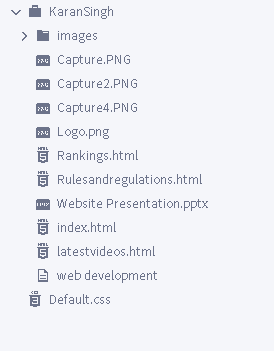 KaranSingh
images
Capture.PNG
Capture2.PNG
Capture4.PNG
Logo.png
Rankings.html
Rulesandregulations.html
Website Presentation.pptx
index.html
latestvideos.html
web development
Default.css